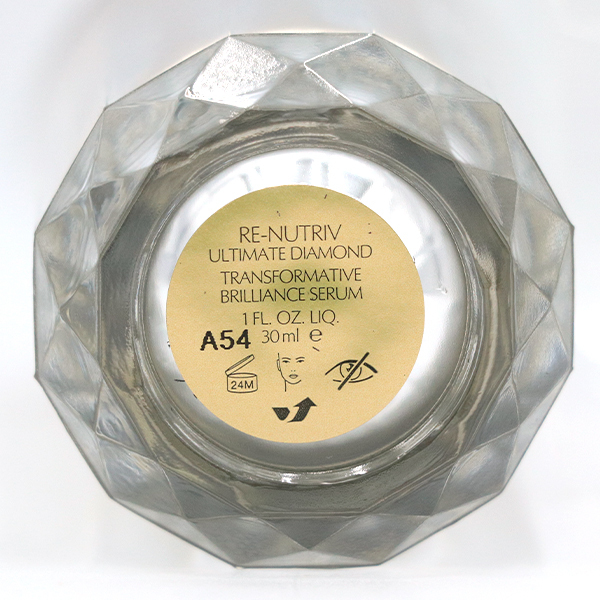 RE-NUTRIV
ULTIMATE DIAMOND
TRANSFORMATIVE
BRILLIANCE SERUM
1 FL. OZ. LIQ.
A54 30 ml e
24M